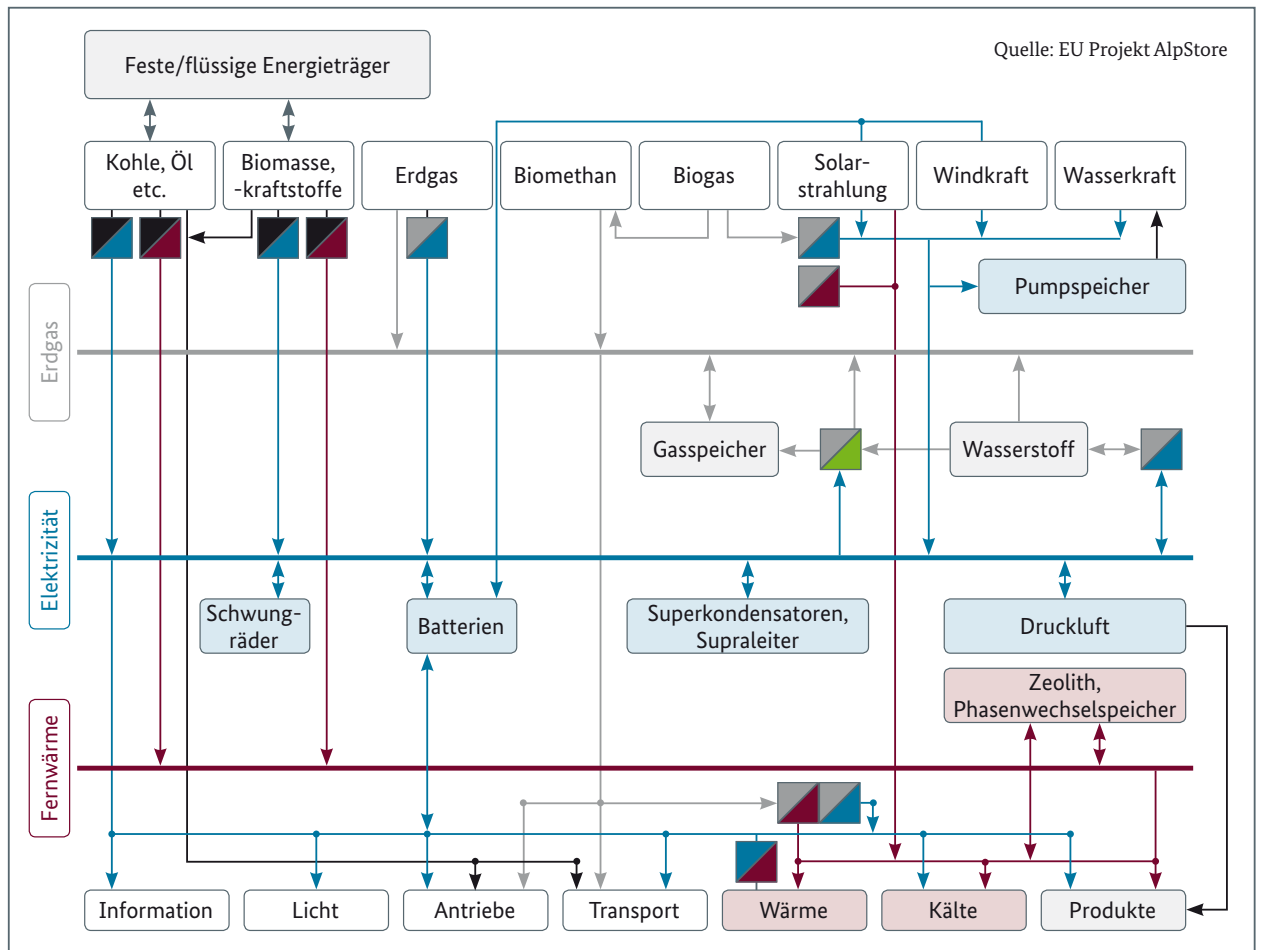 Quelle: EU Projekt AlpStore
Feste/flüssige Energieträger
Kohle, Öl
etc.
Biomasse,
-kraftstoffe
Erdgas
Biomethan
Biogas
Solar-
strahlung
Windkraft
Wasserkraft
Pumpspeicher
Erdgas
Gasspeicher
Wasserstoff
Elektrizität
Schwung-
räder
Batterien
Superkondensatoren,
Supraleiter
Druckluft
Zeolith,
Phasenwechselspeicher
Fernwärme
Information
Licht
Antriebe
Transport
Wärme
Kälte
Produkte